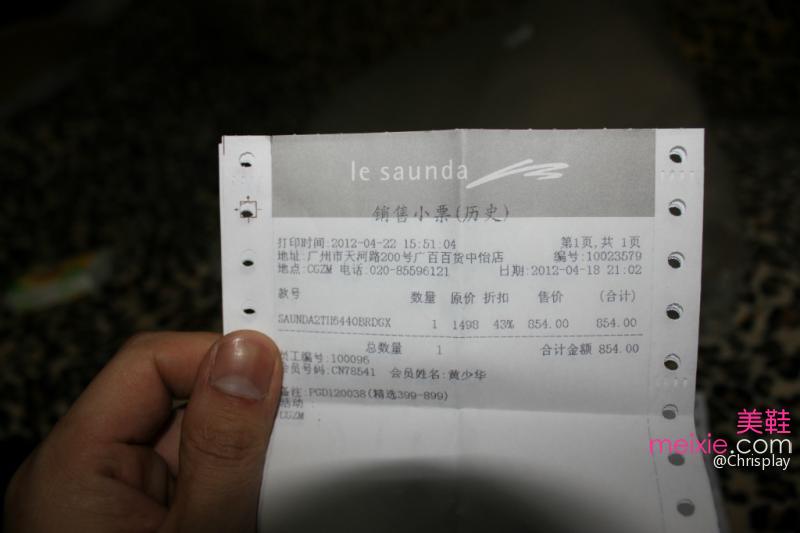 le saunda
销售小票(历史)
打印时间:2012-04-22 15:51:04 第1页,共 1页
地址:广州市天河路200号广百百货中怡店 编号:10023579
地点:CGZM 电话:020-85596121 日期:2012-04-18 21:02
款号 数量 原价 折扣 售价 (合计)
SAUNDA2TH5440BRDGX 1 1498 43% 854.00 854.00
总数量 1 合计金额 854.00
员工编号:100096
会员号码:CN78541 会员姓名:黄少华
备注:PGD120038(精选399-899)
活动
CGZM
美鞋
meixie.com
@Chrisplay